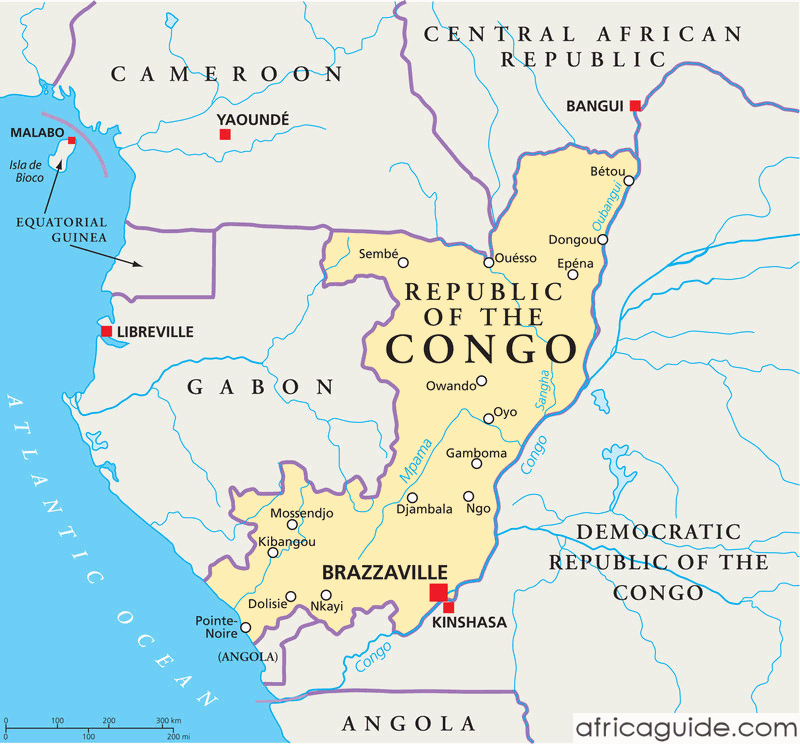 CENTRAL AFRICAN
REPUBLIC
CAMEROON
BANGUI
YAOUNDÉ
MALABO
Isla de
Bioco
EQUATORIAL
GUINEA
Bétou
Oubangui
Dongou
Sembé
Ouésso
Epéna
REPUBLIC
OF THE
CONGO
LIBREVILLE
GABON
Owando
Sangha
Oyo
Mpama
Gamboma
Congo
Djambala
Ngo
ATLANTIC OCEAN
Mossendjo
Kibangou
DEMOCRATIC
REPUBLIC OF THE
CONGO
BRAZZAVILLE
Dolisie
Nkayi
KINSHASA
Pointe-
Noire
(ANGOLA)
Congo
ANGOLA
0 100 200 300 km
0 100 200 mi
africaguide.com